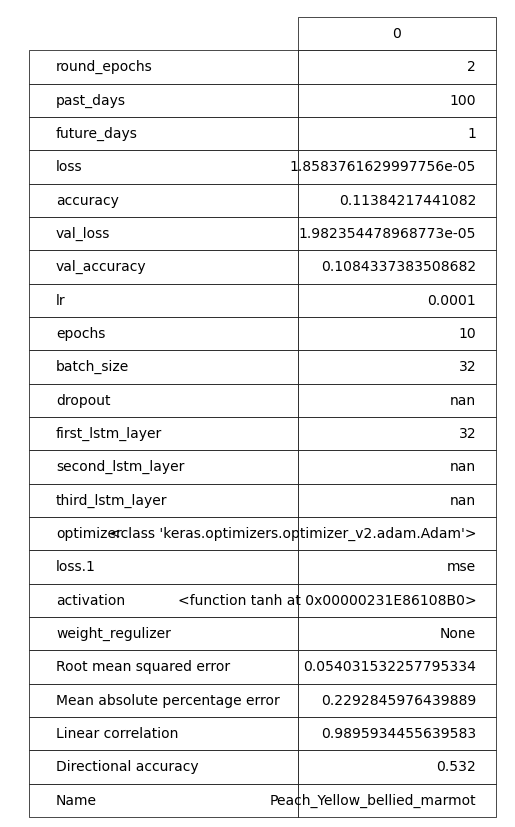 0
round_epochs 2
past_days 100
future_days 1
loss 1.8583761629997756e-05
accuracy 0.11384217441082
val_loss 1.982354478968773e-05
val_accuracy 0.1084337383508682
lr 0.0001
epochs 10
batch_size 32
dropout nan
first_lstm_layer 32
second_lstm_layer nan
third_lstm_layer nan
optimizer <class 'keras.optimizers.optimizer_v2.adam.Adam'>
loss.1 mse
activation <function tanh at 0x00000231E86108B0>
weight_regulizer None
Root mean squared error 0.054031532257795334
Mean absolute percentage error 0.2292845976439889
Linear correlation 0.9895934455639583
Directional accuracy 0.532
Name Peach_Yellow_bellied_marmot